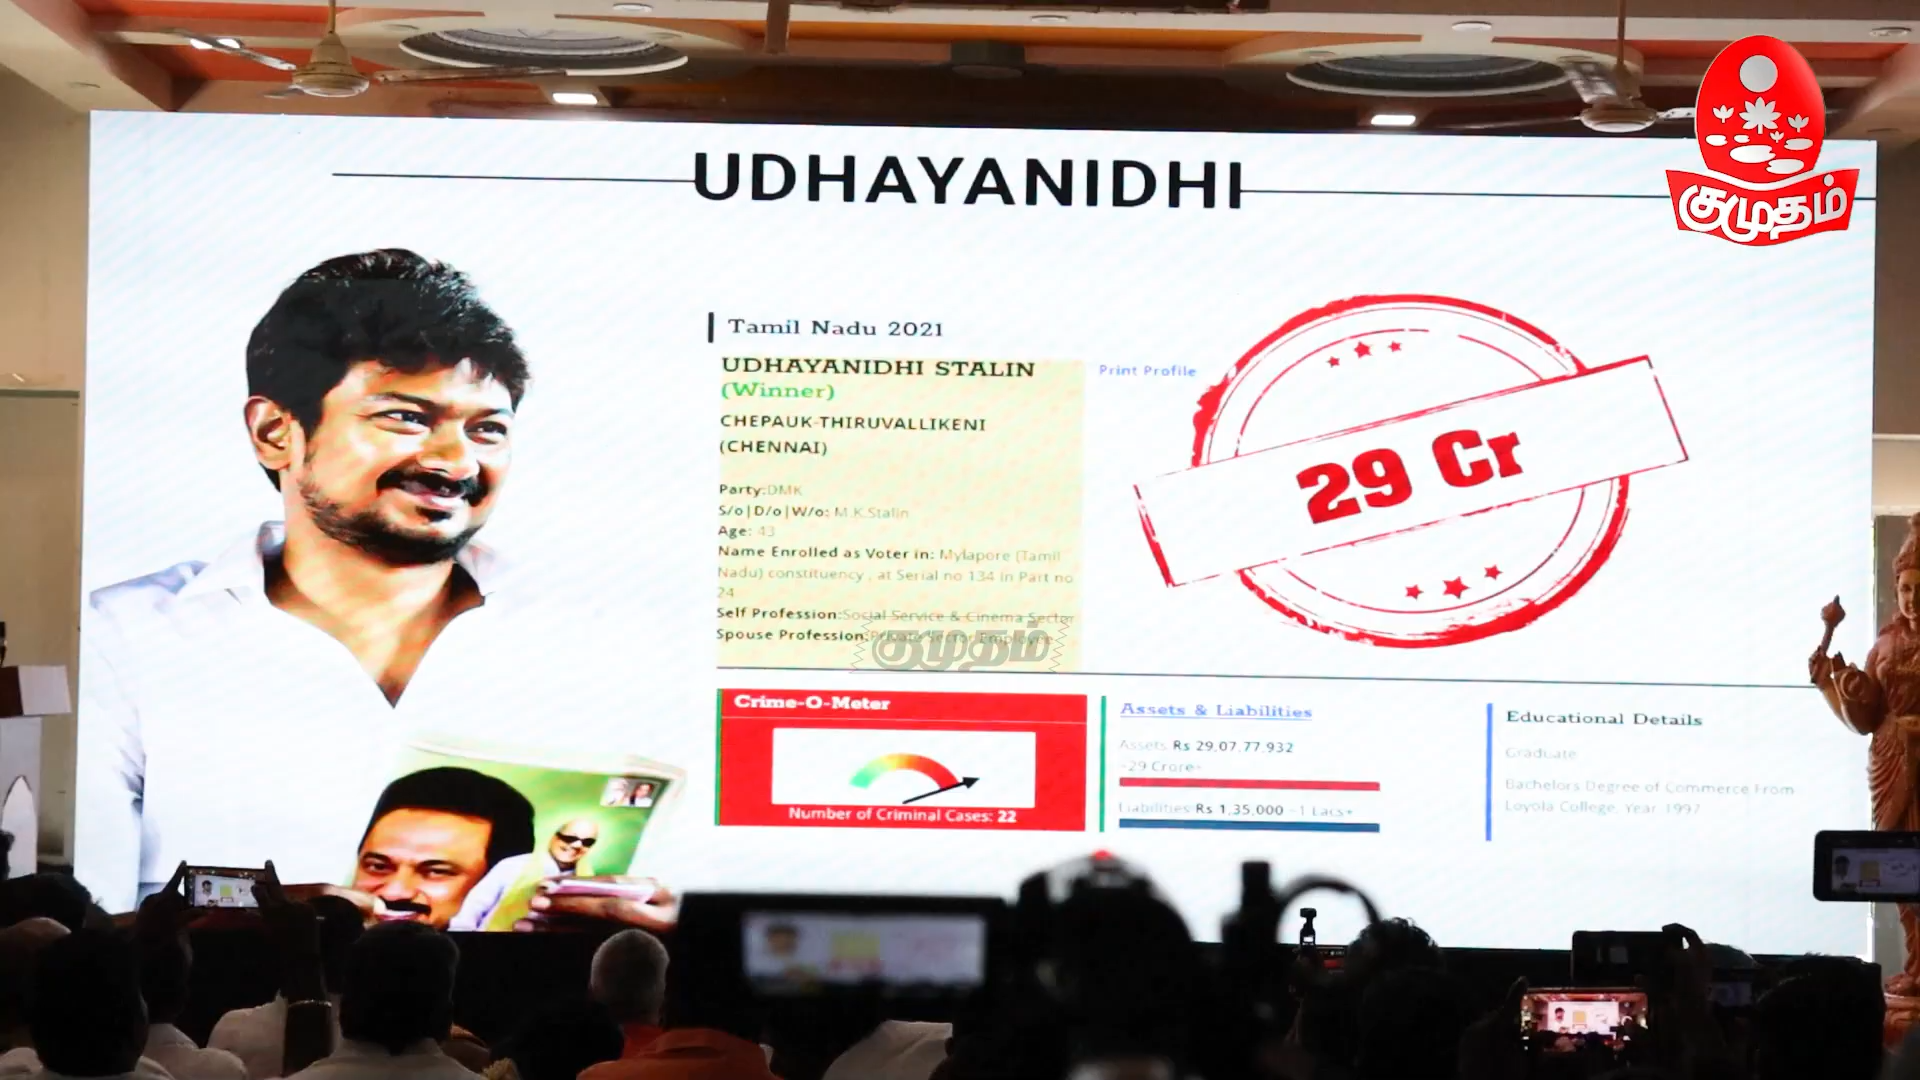 UDHAYANIDHI
குமுதம்
Tamil Nadu 2021
UDHAYANIDHI STALIN
(Winner)
CHEPAUK-THIRUVALLIKENI
(CHENNAI)
Party:DMK
S/o|D/o|W/o: M.K.Stalin
Age: 43
Name Enrolled as Voter in: Mylapore (Tamil
Nadu) constituency , at Serial no 134 in Part no
24
Self Profession:Social Service & Cinema Sector
Spouse Profession:Private Sector Employee
குமுதம்
Print Profile
29 Cr
Crime-O-Meter
Number of Criminal Cases: 22
Assets & Liabilities
Assets: Rs 29,07,77,932
~29 Crore+
Liabilities: Rs 1,35,000 ~1 Lacs+
Educational Details
Graduate
Bachelors Degree of Commerce From
Loyola College, Year 1997